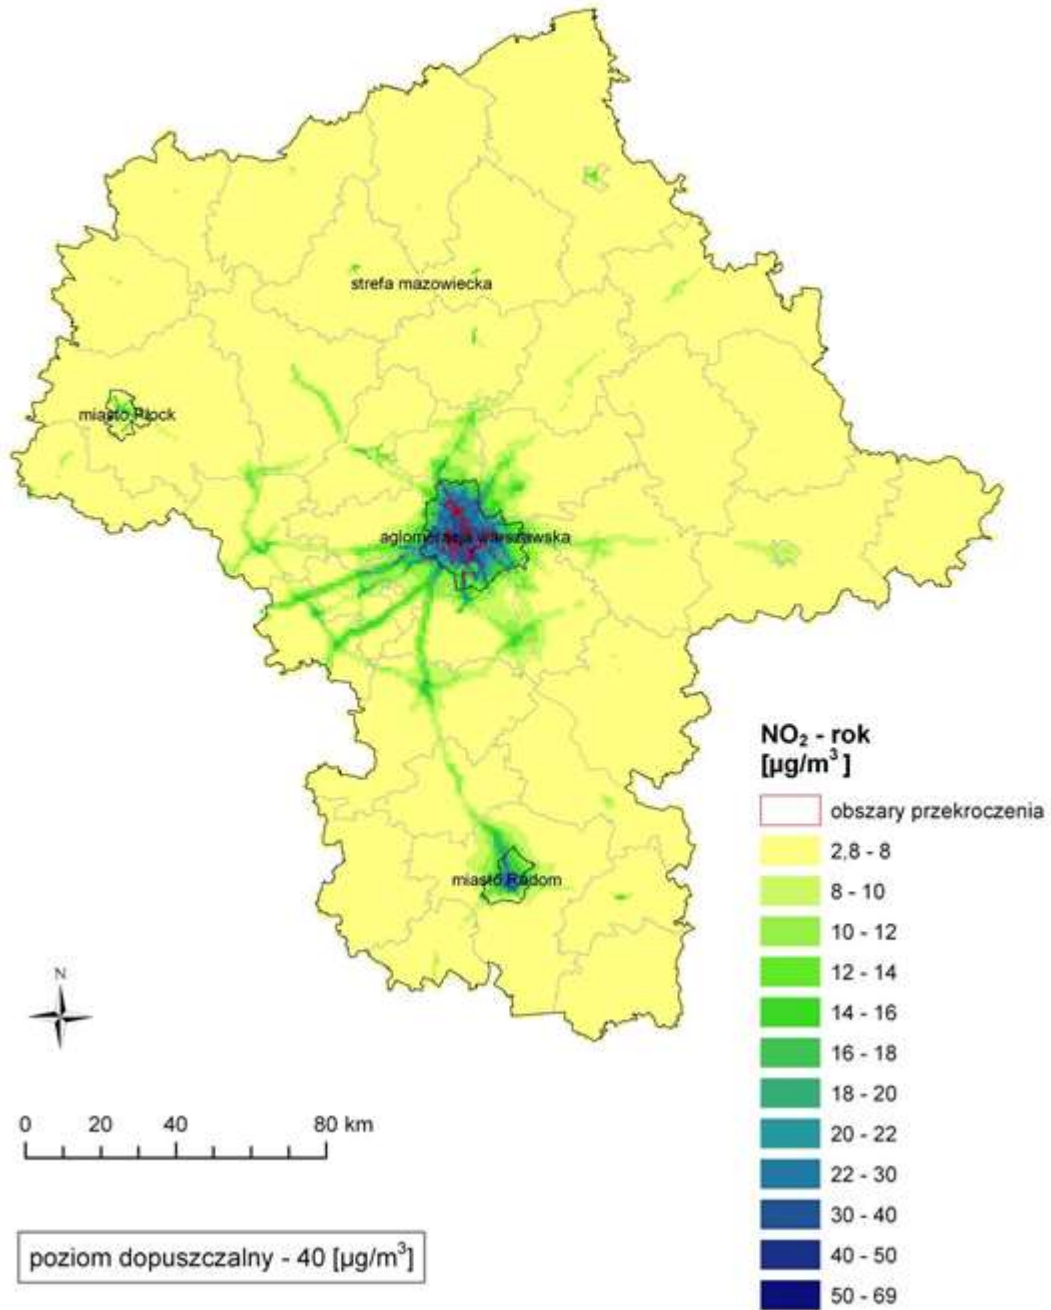 strefa mazowiecka
miasto Płock
aglomeracja warszawska
miasto Radom
NO₂ - rok
[µg/m³]
obszary przekroczenia
2,8 - 8
8 - 10
10 - 12
12 - 14
14 - 16
16 - 18
18 - 20
20 - 22
22 - 30
30 - 40
40 - 50
50 - 69
N
0 20 40 80 km
poziom dopuszczalny - 40 [µg/m³]